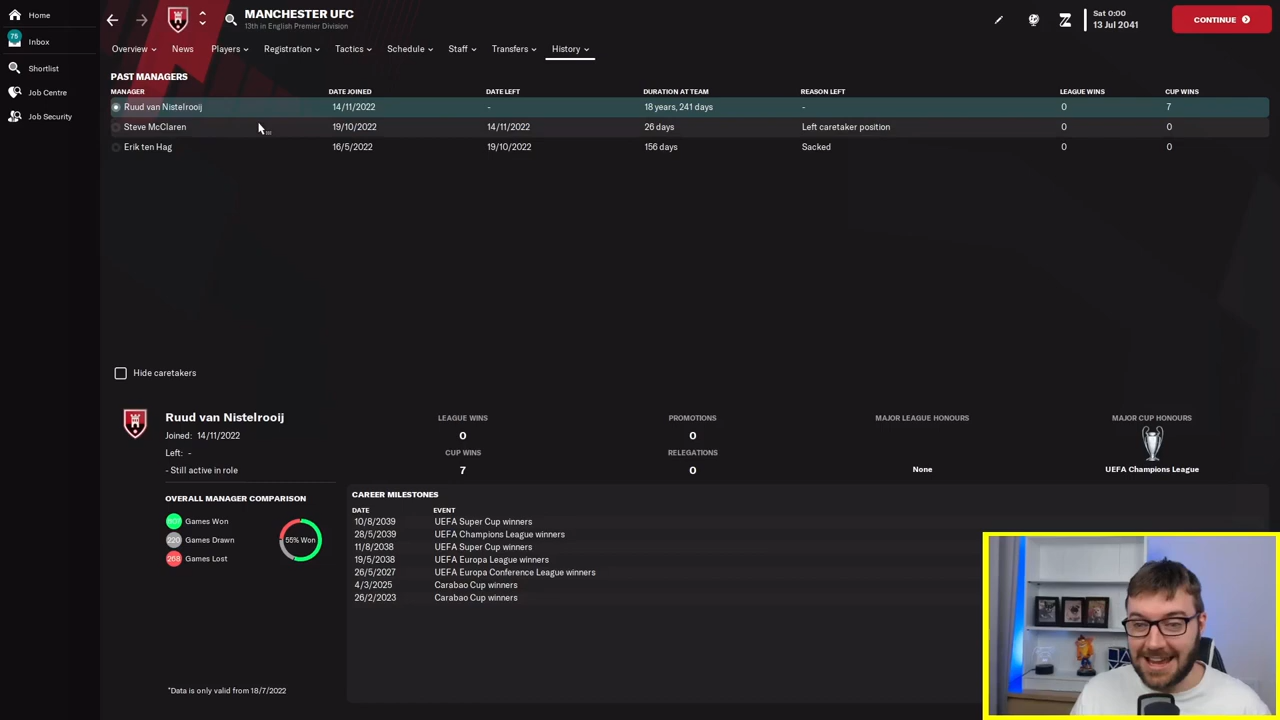 Home
75
Inbox
Shortlist
Job Centre
Job Security
MANCHESTER UFC
13th in English Premier Division
Sat 0:00
13 Jul 2041
CONTINUE
Overview News Players Registration Tactics Schedule Staff Transfers History
PAST MANAGERS
MANAGER DATE JOINED DATE LEFT DURATION AT TEAM REASON LEFT LEAGUE WINS CUP WINS
Ruud van Nistelrooij 14/11/2022 - 18 years, 241 days - 0 7
Steve McClaren 19/10/2022 14/11/2022 26 days Left caretaker position 0 0
Erik ten Hag 16/5/2022 19/10/2022 156 days Sacked 0 0
Hide caretakers
Ruud van Nistelrooij
Joined: 14/11/2022
Left: -
- Still active in role
LEAGUE WINS
0
CUP WINS
7
PROMOTIONS
0
RELEGATIONS
0
MAJOR LEAGUE HONOURS
None
MAJOR CUP HONOURS
UEFA Champions League
OVERALL MANAGER COMPARISON
Games Won
220 Games Drawn
268 Games Lost
55% Won
*Data is only valid from 18/7/2022
CAREER MILESTONES
DATE EVENT
10/8/2039 UEFA Super Cup winners
28/5/2039 UEFA Champions League winners
11/8/2038 UEFA Super Cup winners
19/5/2038 UEFA Europa League winners
26/5/2027 UEFA Europa Conference League winners
4/3/2025 Carabao Cup winners
26/2/2023 Carabao Cup winners